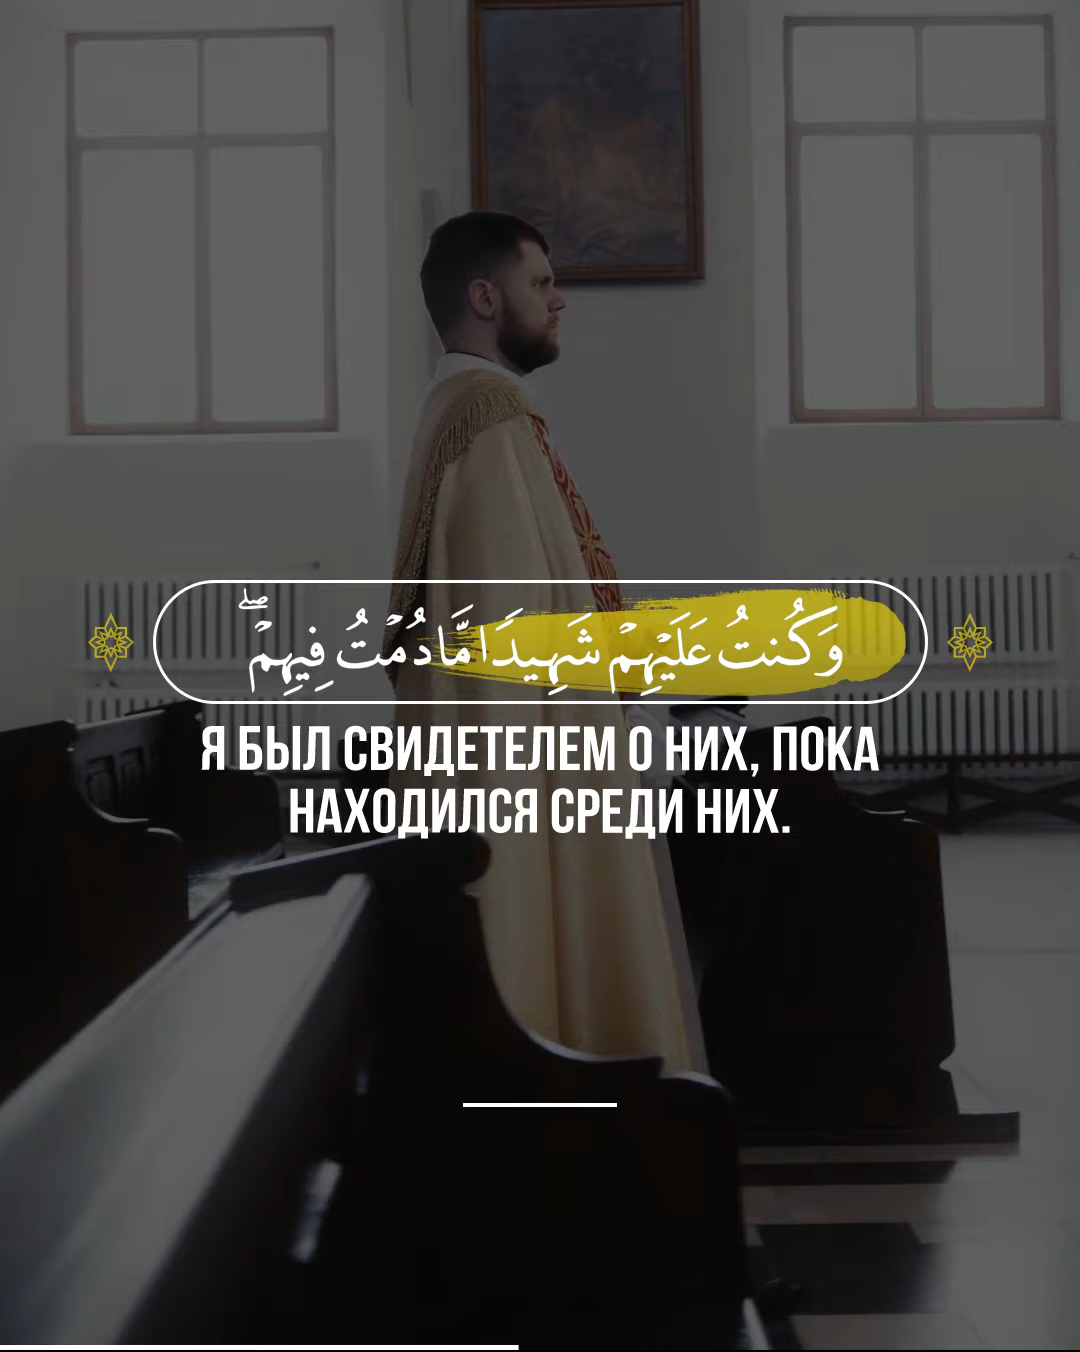 وَكُنتُ عَلَيْهِمْ شَهِيدًا مَّا دُمْتُ فِيهِمْ ۖ
Я БЫЛ СВИДЕТЕЛЕМ О НИХ, ПОКА
НАХОДИЛСЯ СРЕДИ НИХ.